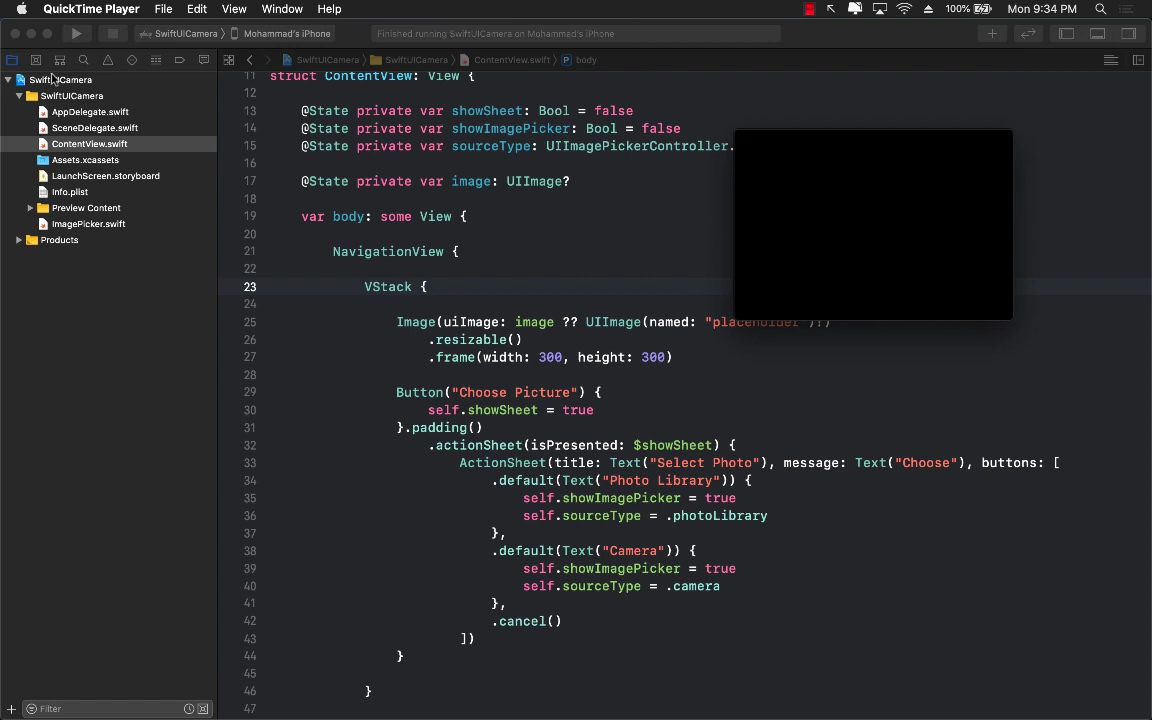 QuickTime Player File Edit View Window Help 100% Mon 9:34 PM
SwiftUICamera Mohammad's iPhone Finished running SwiftUICamera on Mohammad's iPhone
SwiftUICamera SwiftUICamera ContentView.swift P body
SwiftUICamera
SwiftUICamera
AppDelegate.swift
SceneDelegate.swift
ContentView.swift
Assets.xcassets
LaunchScreen.storyboard
Info.plist
Preview Content
ImagePicker.swift
Products
Filter
11 struct ContentView: View {
12
13 @State private var showSheet: Bool = false
14 @State private var showImagePicker: Bool = false
15 @State private var sourceType: UIImagePickerController.
16
17 @State private var image: UIImage?
18
19 var body: some View {
20
21 NavigationView {
22
23 VStack {
24
25 Image(uiImage: image ?? UIImage(named: "placeholder")!)
26 .resizable()
27 .frame(width: 300, height: 300)
28
29 Button("Choose Picture") {
30 self.showSheet = true
31 }.padding()
32 .actionSheet(isPresented: $showSheet) {
33 ActionSheet(title: Text("Select Photo"), message: Text("Choose"), buttons: [
34 .default(Text("Photo Library")) {
35 self.showImagePicker = true
36 self.sourceType = .photoLibrary
37 },
38 .default(Text("Camera")) {
39 self.showImagePicker = true
40 self.sourceType = .camera
41 },
42 .cancel()
43 ])
44 }
45
46 }
47